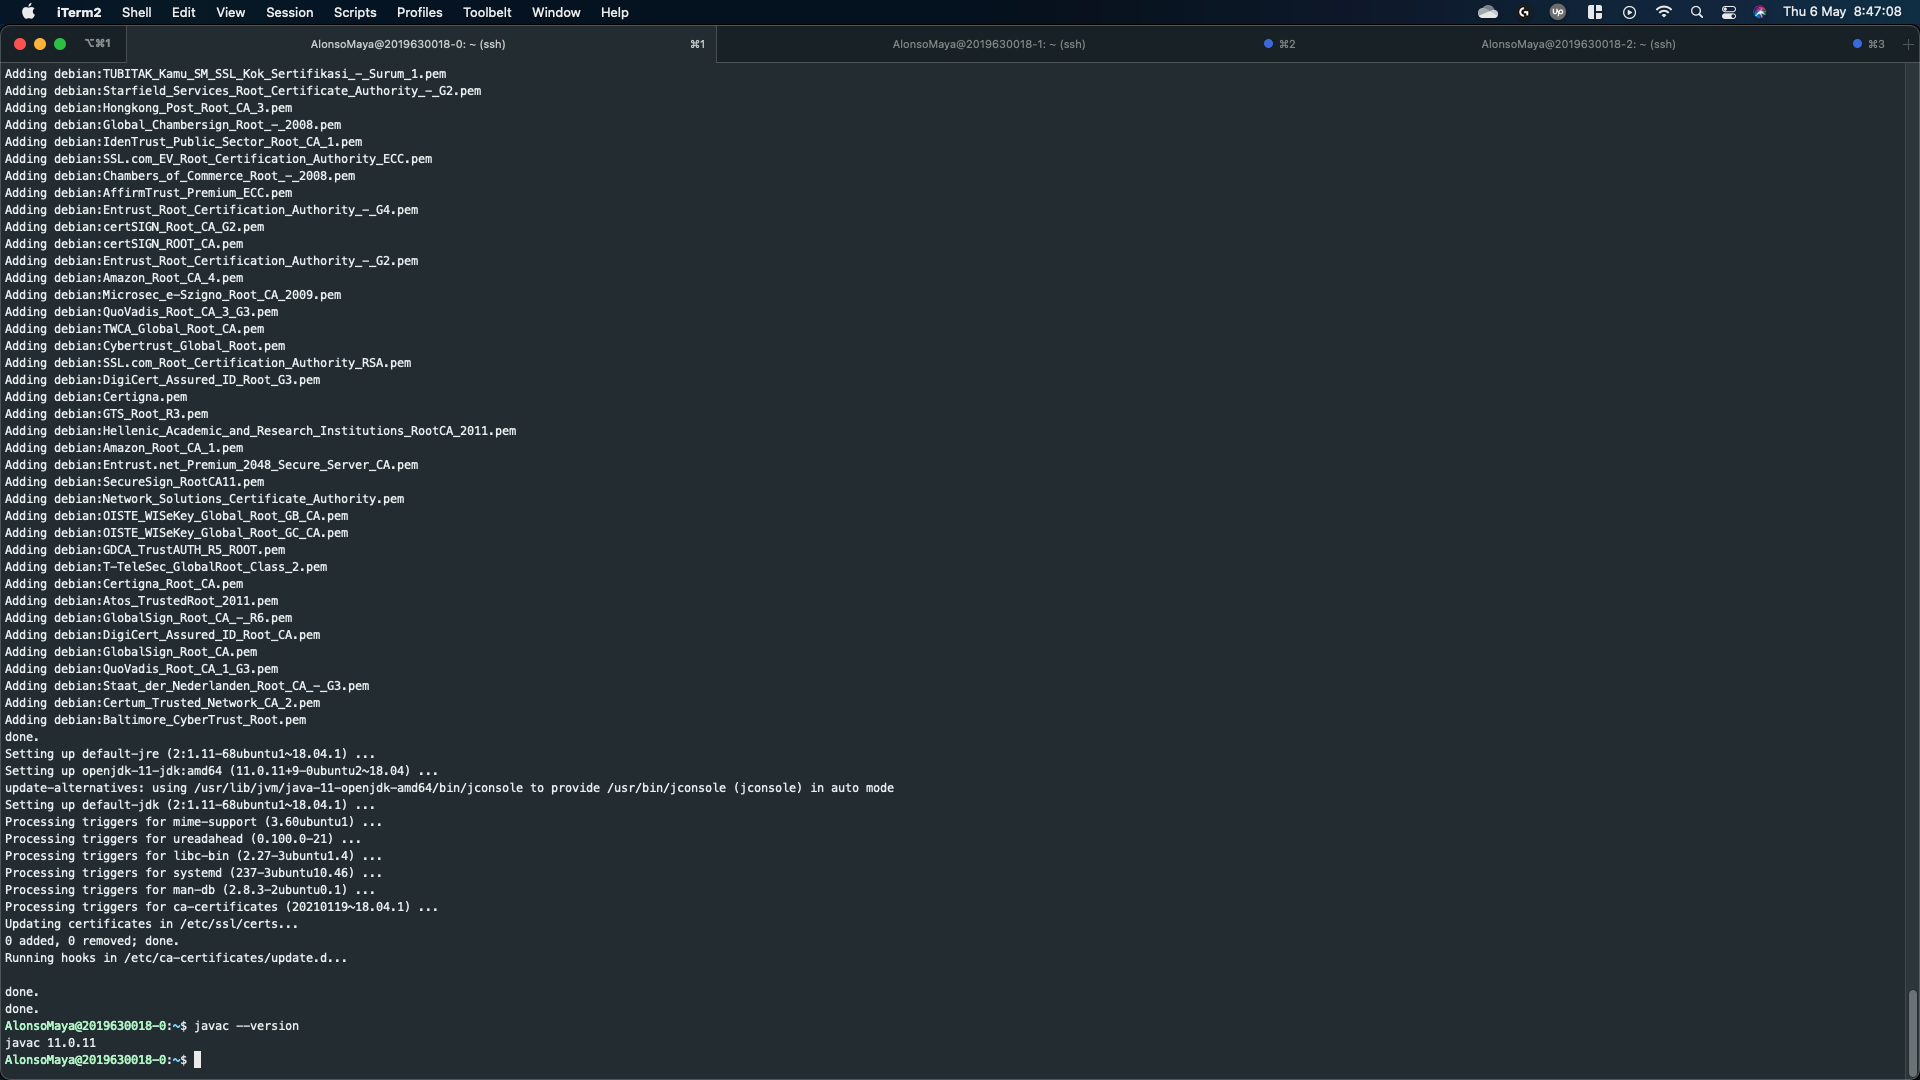 iTerm2 Shell Edit View Session Scripts Profiles Toolbelt Window Help Thu 6 May 8:47:08
⌥⌘1 AlonsoMaya@2019630018-0: ~ (ssh) ⌘1 AlonsoMaya@2019630018-1: ~ (ssh) ⌘2 AlonsoMaya@2019630018-2: ~ (ssh) ⌘3
Adding debian:TUBITAK_Kamu_SM_SSL_Kok_Sertifikasi_-_Surum_1.pem
Adding debian:Starfield_Services_Root_Certificate_Authority_-_G2.pem
Adding debian:Hongkong_Post_Root_CA_3.pem
Adding debian:Global_Chambersign_Root_-_2008.pem
Adding debian:IdenTrust_Public_Sector_Root_CA_1.pem
Adding debian:SSL.com_EV_Root_Certification_Authority_ECC.pem
Adding debian:Chambers_of_Commerce_Root_-_2008.pem
Adding debian:AffirmTrust_Premium_ECC.pem
Adding debian:Entrust_Root_Certification_Authority_-_G4.pem
Adding debian:certSIGN_Root_CA_G2.pem
Adding debian:certSIGN_ROOT_CA.pem
Adding debian:Entrust_Root_Certification_Authority_-_G2.pem
Adding debian:Amazon_Root_CA_4.pem
Adding debian:Microsec_e-Szigno_Root_CA_2009.pem
Adding debian:QuoVadis_Root_CA_3_G3.pem
Adding debian:TWCA_Global_Root_CA.pem
Adding debian:Cybertrust_Global_Root.pem
Adding debian:SSL.com_Root_Certification_Authority_RSA.pem
Adding debian:DigiCert_Assured_ID_Root_G3.pem
Adding debian:Certigna.pem
Adding debian:GTS_Root_R3.pem
Adding debian:Hellenic_Academic_and_Research_Institutions_RootCA_2011.pem
Adding debian:Amazon_Root_CA_1.pem
Adding debian:Entrust.net_Premium_2048_Secure_Server_CA.pem
Adding debian:SecureSign_RootCA11.pem
Adding debian:Network_Solutions_Certificate_Authority.pem
Adding debian:OISTE_WISeKey_Global_Root_GB_CA.pem
Adding debian:OISTE_WISeKey_Global_Root_GC_CA.pem
Adding debian:GDCA_TrustAUTH_R5_ROOT.pem
Adding debian:T-TeleSec_GlobalRoot_Class_2.pem
Adding debian:Certigna_Root_CA.pem
Adding debian:Atos_TrustedRoot_2011.pem
Adding debian:GlobalSign_Root_CA_-_R6.pem
Adding debian:DigiCert_Assured_ID_Root_CA.pem
Adding debian:GlobalSign_Root_CA.pem
Adding debian:QuoVadis_Root_CA_1_G3.pem
Adding debian:Staat_der_Nederlanden_Root_CA_-_G3.pem
Adding debian:Certum_Trusted_Network_CA_2.pem
Adding debian:Baltimore_CyberTrust_Root.pem
done.
Setting up default-jre (2:1.11-68ubuntu1~18.04.1) ...
Setting up openjdk-11-jdk:amd64 (11.0.11+9-0ubuntu2~18.04) ...
update-alternatives: using /usr/lib/jvm/java-11-openjdk-amd64/bin/jconsole to provide /usr/bin/jconsole (jconsole) in auto mode
Setting up default-jdk (2:1.11-68ubuntu1~18.04.1) ...
Processing triggers for mime-support (3.60ubuntu1) ...
Processing triggers for ureadahead (0.100.0-21) ...
Processing triggers for libc-bin (2.27-3ubuntu1.4) ...
Processing triggers for systemd (237-3ubuntu10.46) ...
Processing triggers for man-db (2.8.3-2ubuntu0.1) ...
Processing triggers for ca-certificates (20210119~18.04.1) ...
Updating certificates in /etc/ssl/certs...
0 added, 0 removed; done.
Running hooks in /etc/ca-certificates/update.d...
done.
done.
AlonsoMaya@2019630018-0:~$ javac --version
javac 11.0.11
AlonsoMaya@2019630018-0:~$